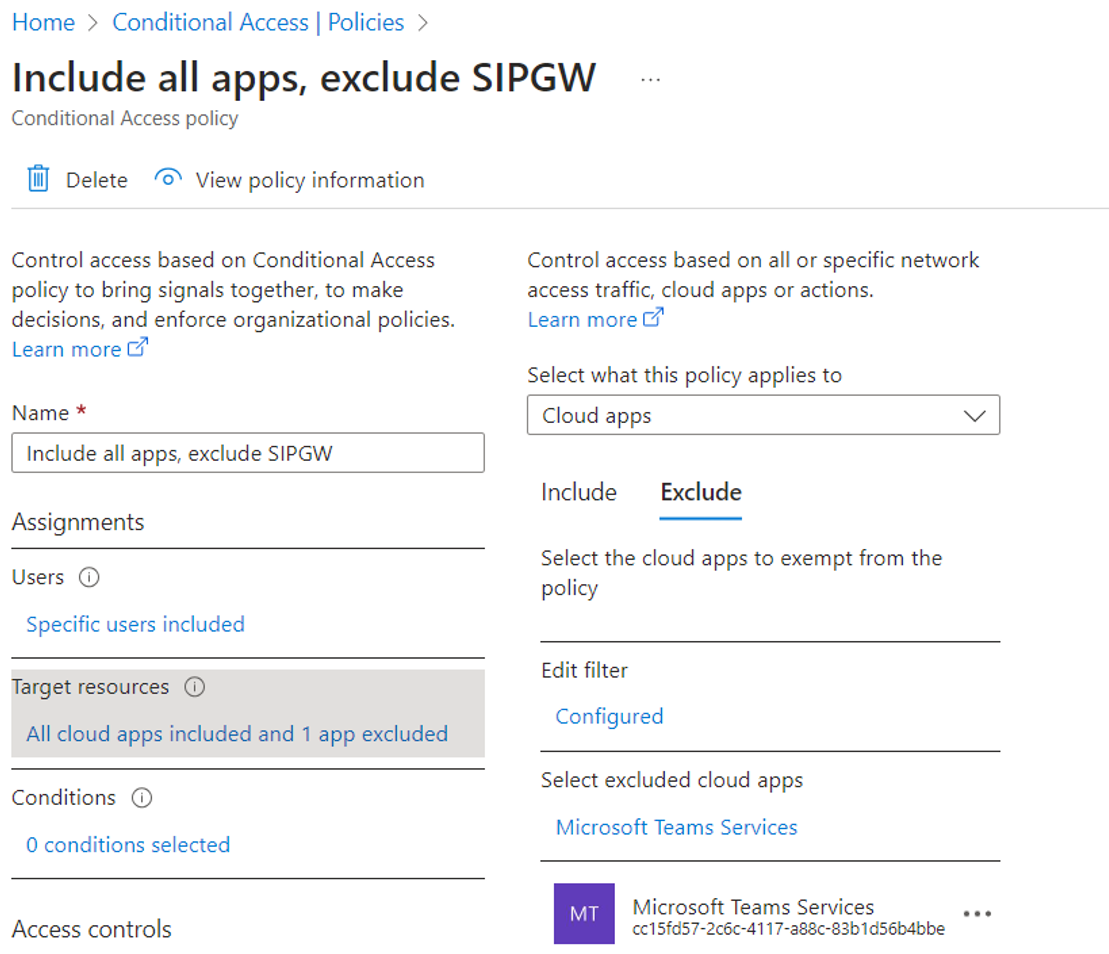 Home > Conditional Access | Policies >
Include all apps, exclude SIPGW ...
Conditional Access policy
Delete View policy information
Control access based on Conditional Access
policy to bring signals together, to make
decisions, and enforce organizational policies.
Learn more
Name *
Include all apps, exclude SIPGW
Assignments
Users
Specific users included
Target resources
All cloud apps included and 1 app excluded
Conditions
0 conditions selected
Access controls
Control access based on all or specific network
access traffic, cloud apps or actions.
Learn more
Select what this policy applies to
Cloud apps
Include Exclude
Select the cloud apps to exempt from the
policy
Edit filter
Configured
Select excluded cloud apps
Microsoft Teams Services
MT
Microsoft Teams Services
cc15fd57-2c6c-4117-a88c-83b1d56b4bbe